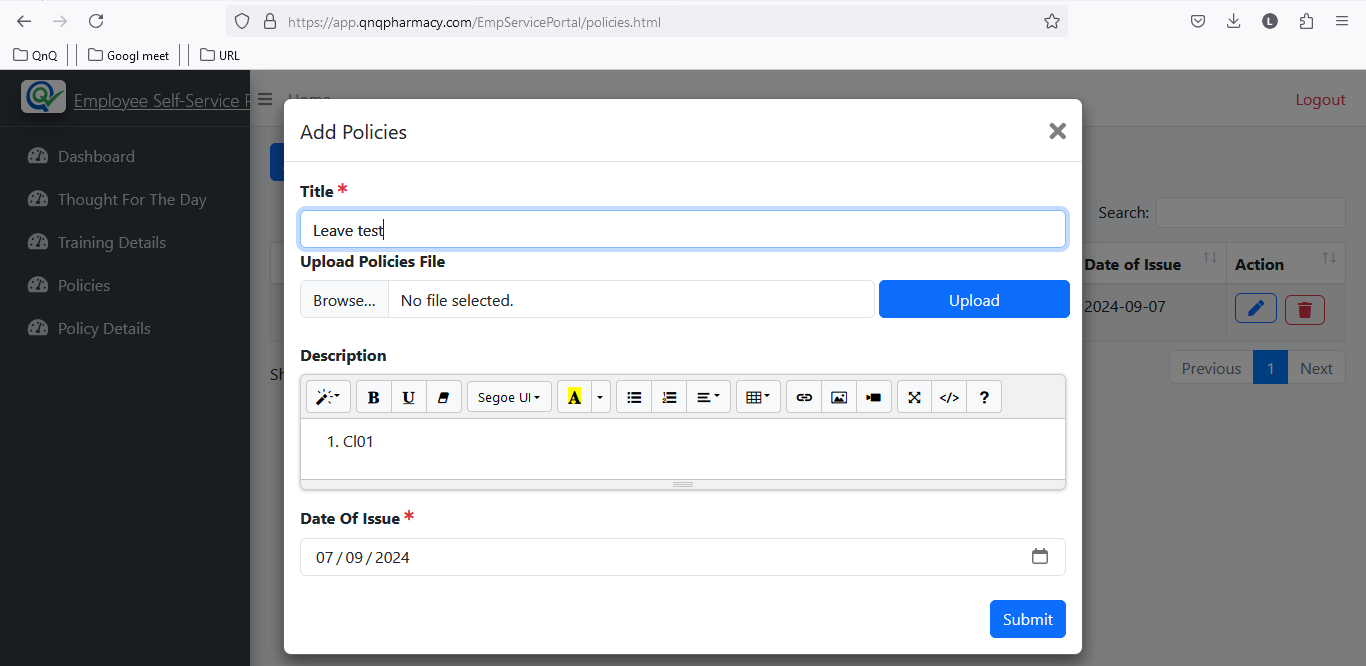 https://app.qnqpharmacy.com/EmpServicePortal/policies.html
L
QnQ
Googl meet
URL
Employee Self-Service P
Home
Logout
Dashboard
Thought For The Day
Training Details
Policies
Policy Details
Add Policies
Title *
Leave test
Upload Policies File
Browse... No file selected. Upload
Description
B U Segoe UI A </> ?
1. Cl01
Date Of Issue *
07 / 09 / 2024
Submit
Search:
Date of Issue Action
2024-09-07
Previous 1 Next